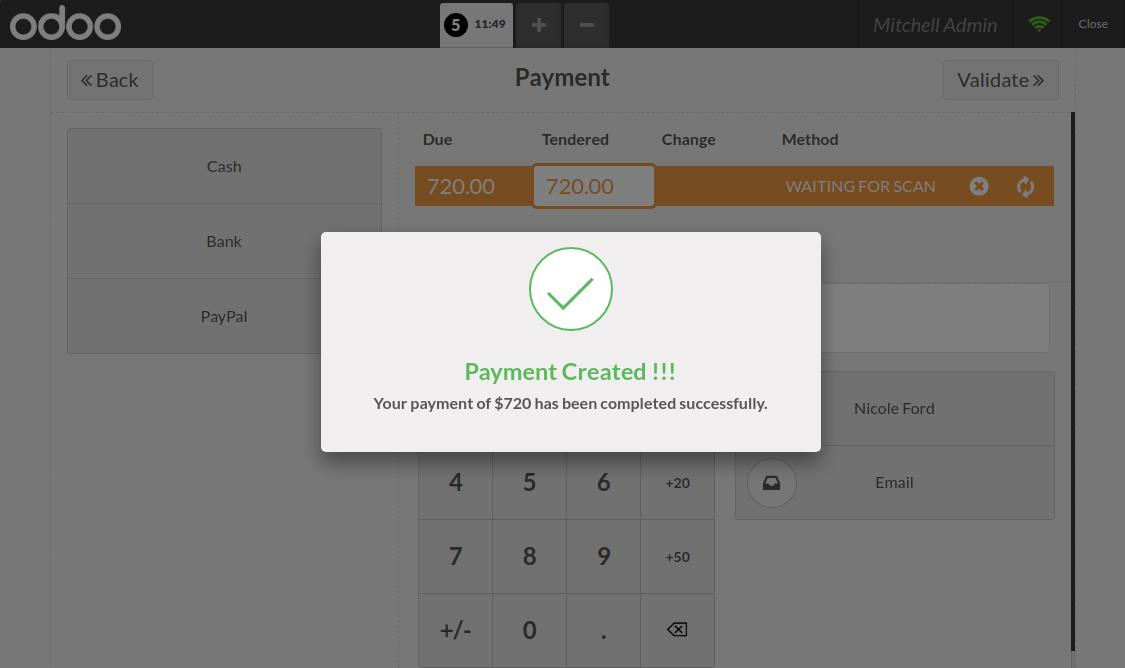 odoo
5 11:49 + −
Mitchell Admin
Close
« Back
Payment
Validate »
Cash
Bank
PayPal
Due Tendered Change Method
720.00 720.00 WAITING FOR SCAN
Payment Created !!!
Your payment of $720 has been completed successfully.
Nicole Ford
Email
4 5 6 +20
7 8 9 +50
+/- 0 .